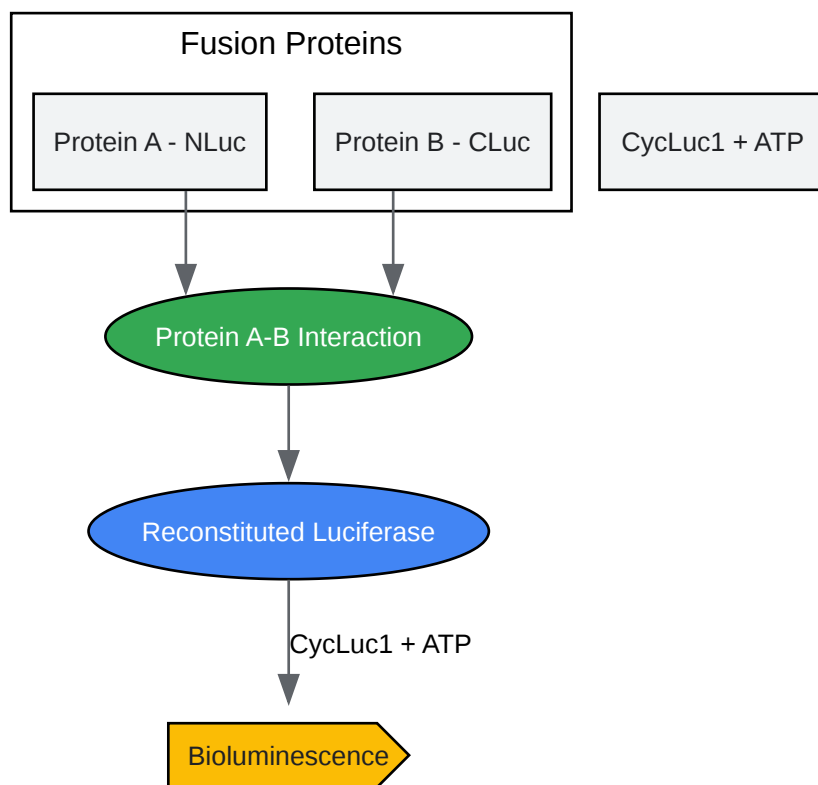 Fusion Proteins
Protein A - NLuc
Protein B - CLuc
CycLuc1 + ATP
Protein A-B Interaction
Reconstituted Luciferase
CycLuc1 + ATP
Bioluminescence